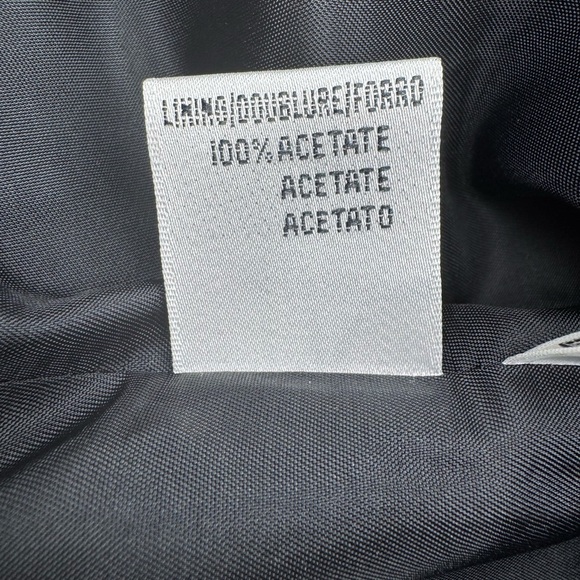 LINING/DOUBLURE/FORRO
100% ACETATE
ACETATE
ACETATO